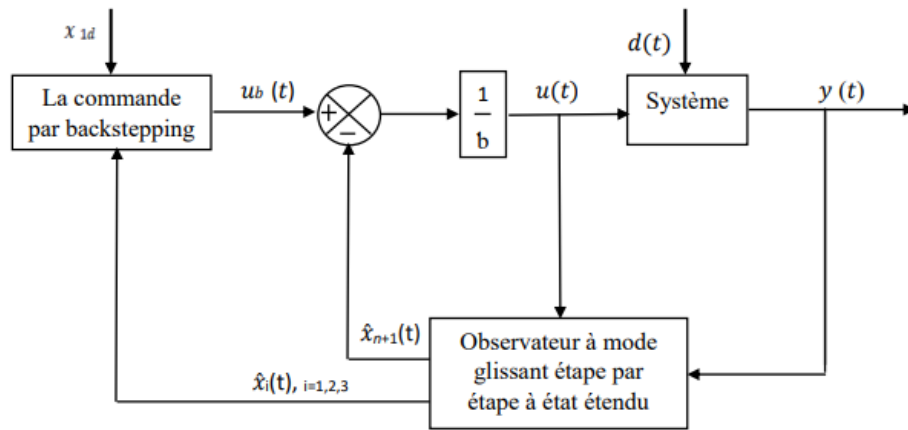 x 1d
d(t)
La commande
par backstepping
u_b (t)
+
−
1
b
u(t)
Système
y (t)
x̂_{n+1}(t)
x̂_i(t), i=1,2,3
Observateur à mode
glissant étape par
étape à état étendu